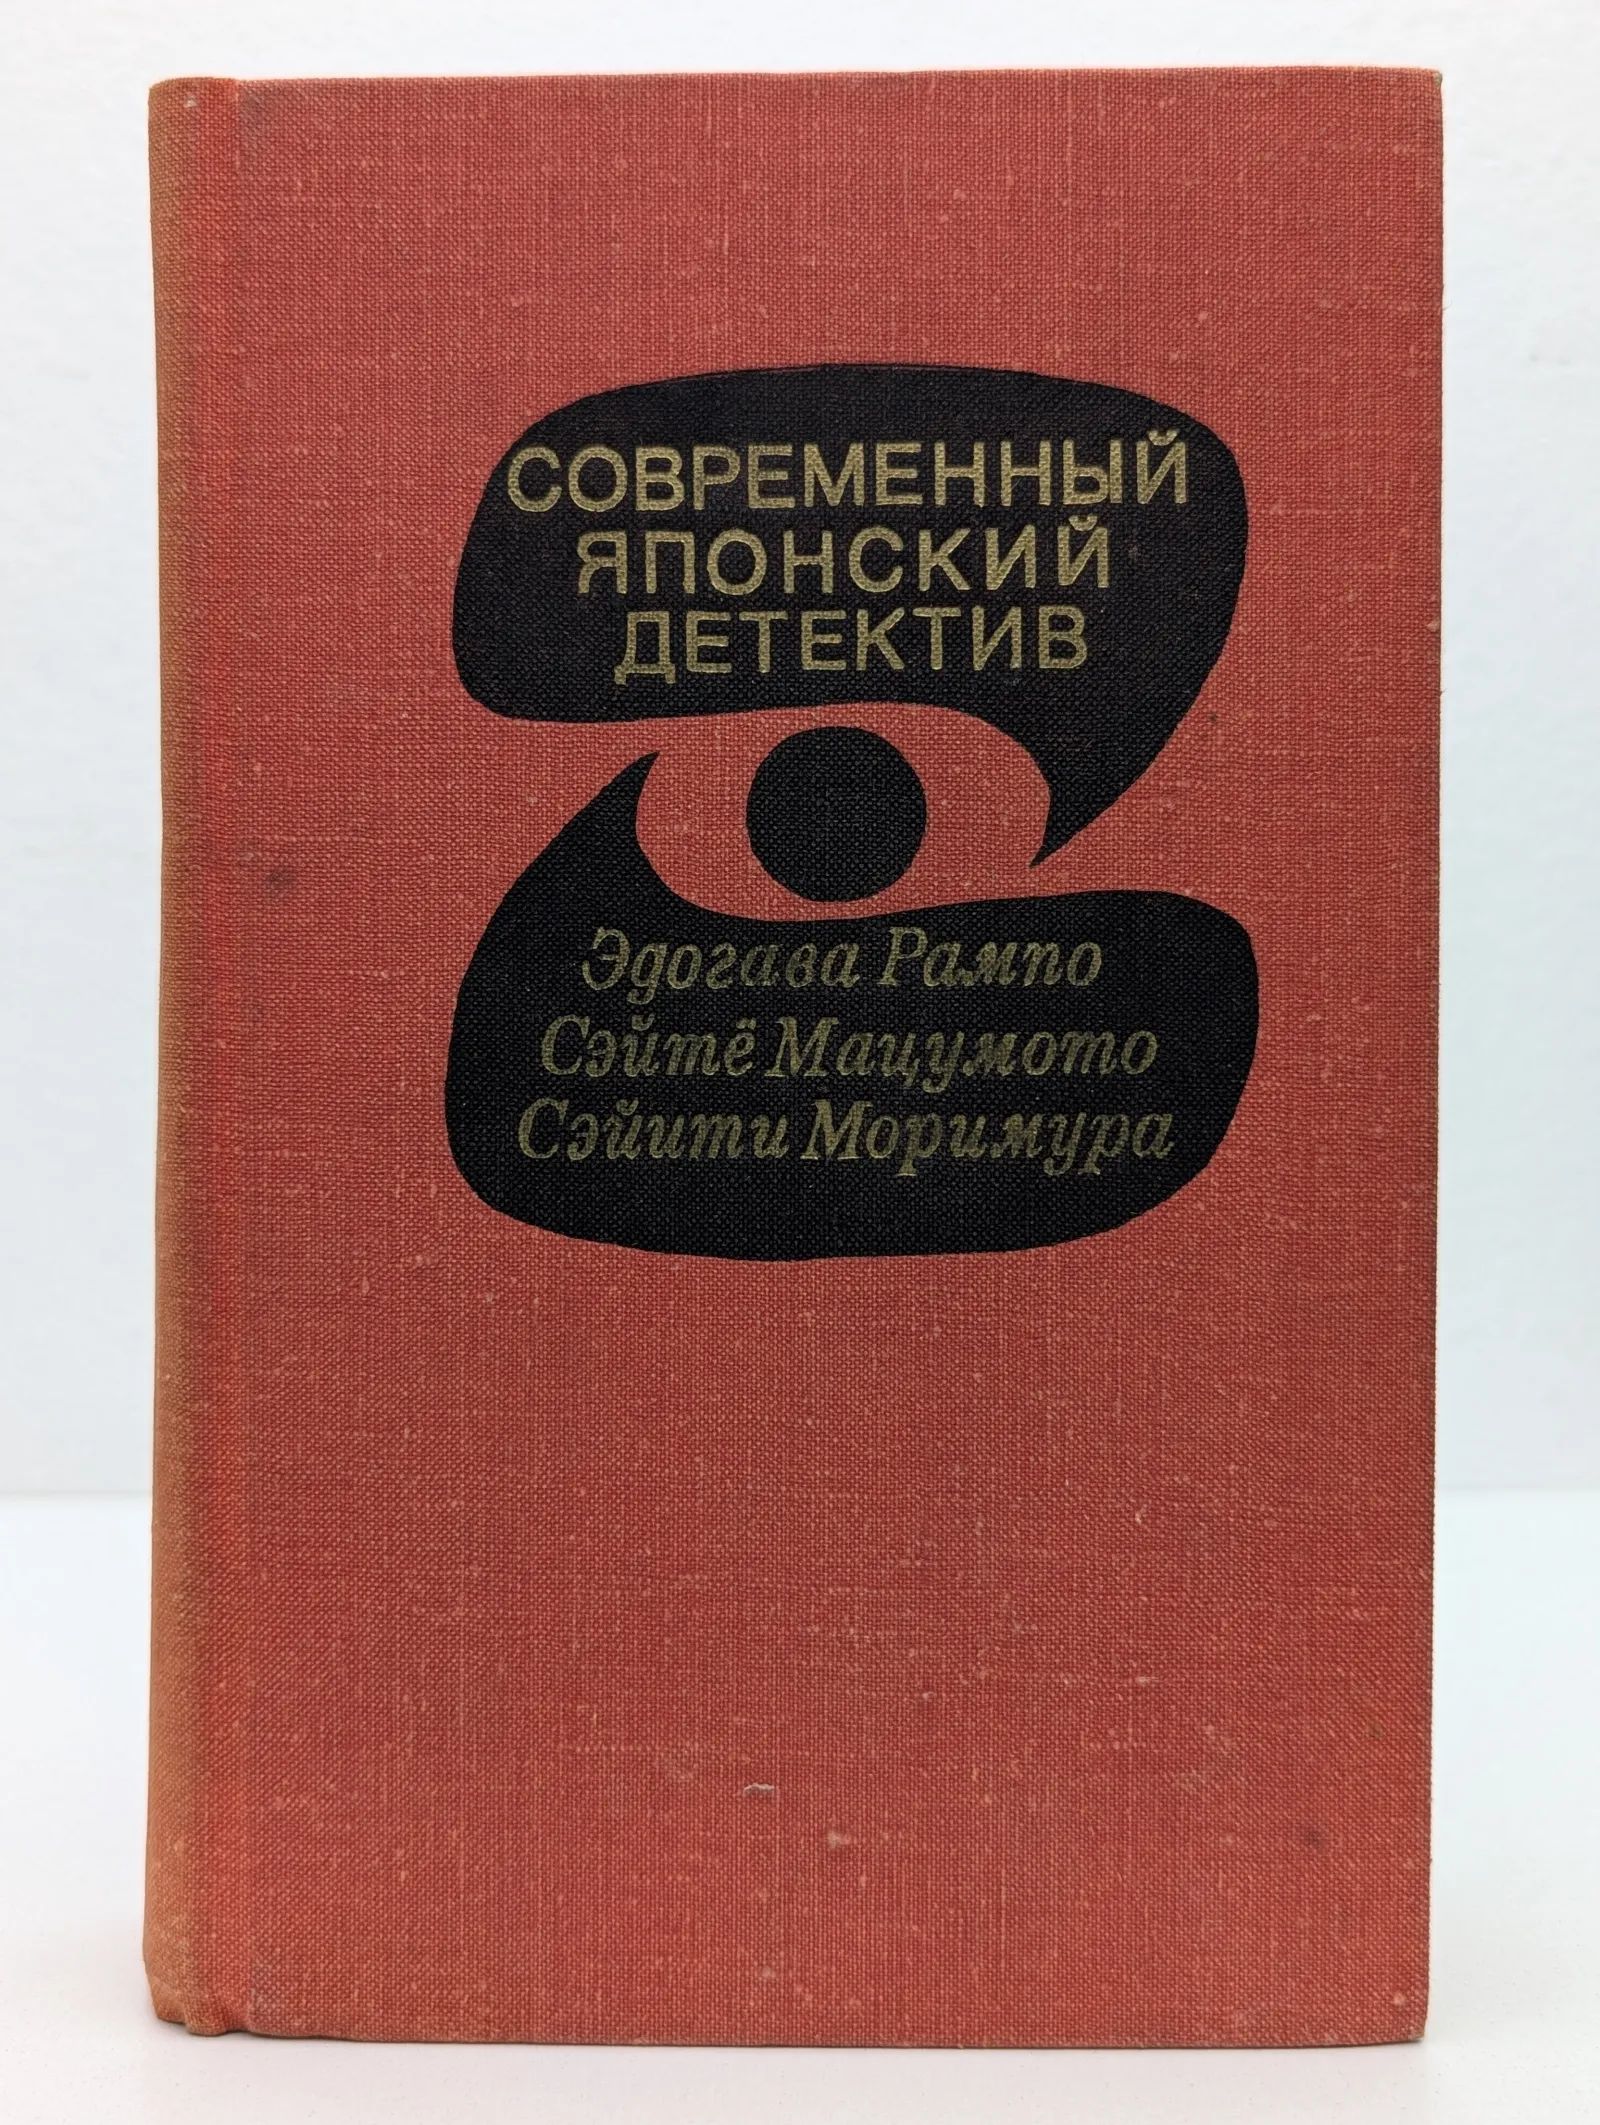 СОВРЕМЕННЫЙ
ЯПОНСКИЙ
ДЕТЕКТИВ
Эдогава Рампо
Сэйтё Мацумото
Сэйити Моримура